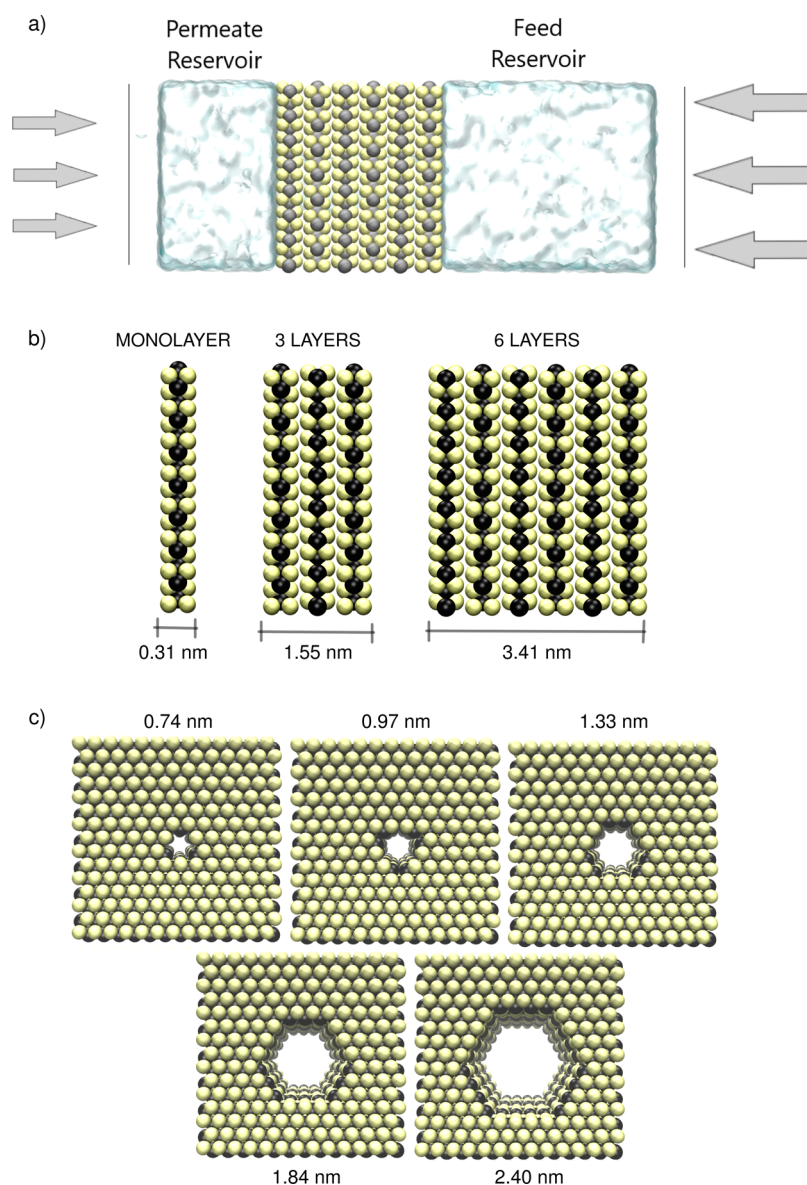 a)
Permeate
Reservoir
Feed
Reservoir
b)
MONOLAYER
3 LAYERS
6 LAYERS
0.31 nm
1.55 nm
3.41 nm
c)
0.74 nm
0.97 nm
1.33 nm
1.84 nm
2.40 nm